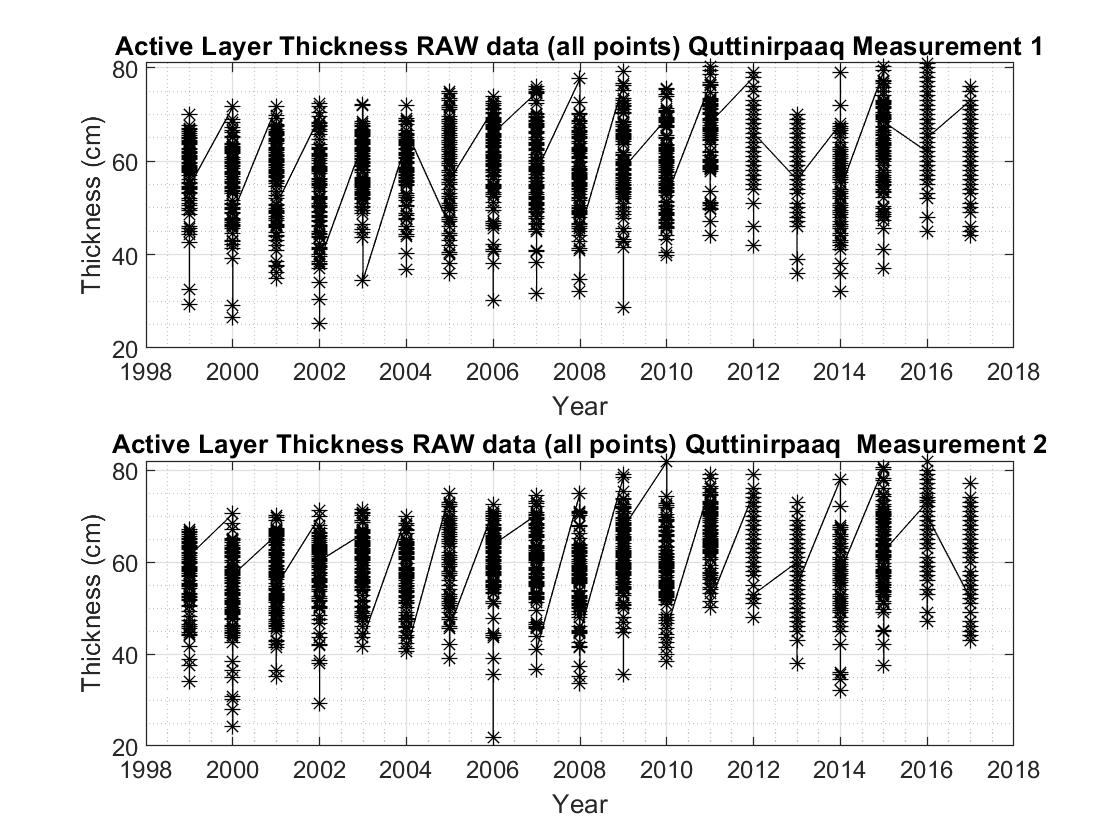 Active Layer Thickness RAW data (all points) Quttinirpaaq Measurement 1
80
60
40
20
Thickness (cm)
1998 2000 2002 2004 2006 2008 2010 2012 2014 2016 2018
Year
Active Layer Thickness RAW data (all points) Quttinirpaaq  Measurement 2
80
60
40
20
Thickness (cm)
1998 2000 2002 2004 2006 2008 2010 2012 2014 2016 2018
Year